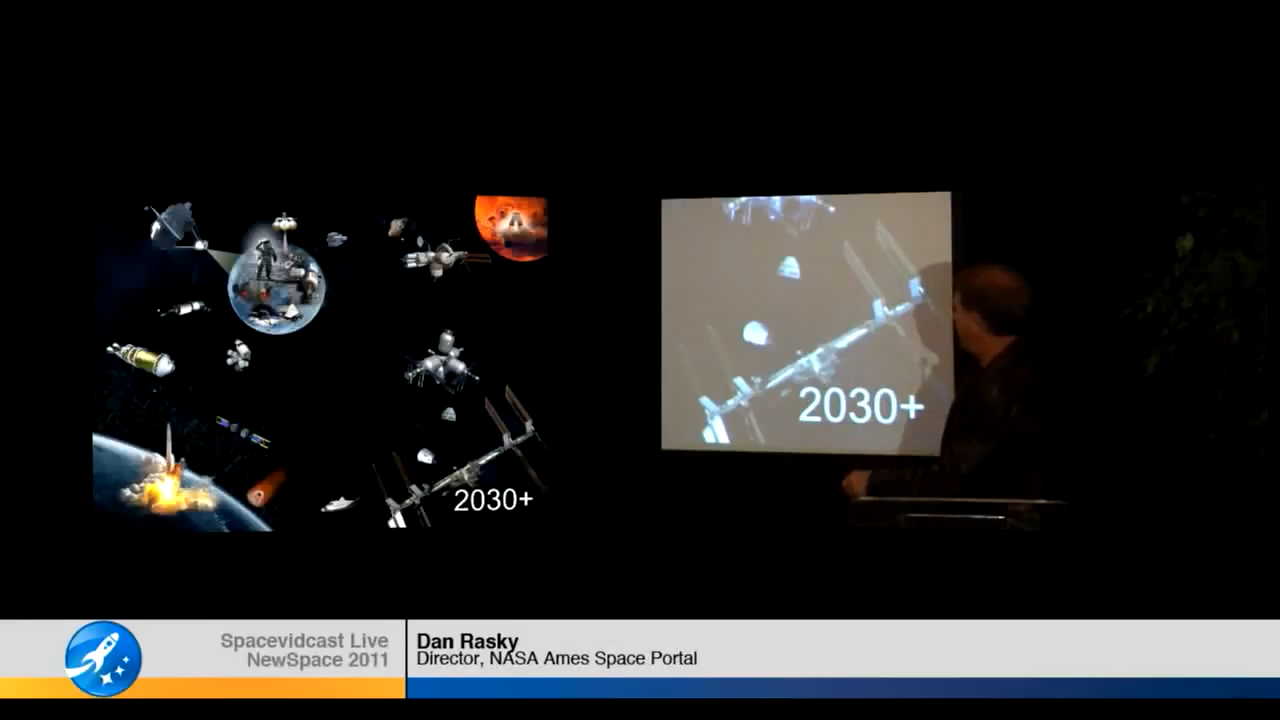 2030+
2030+
Spacevidcast Live
NewSpace 2011
Dan Rasky
Director, NASA Ames Space Portal